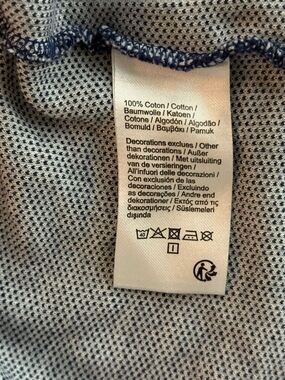 100% Coton / Cotton /
Baumwolle / Katoen /
Cotone / Algodón / Algodão /
Bomuld / Βαμβάκι / Pamuk
Decorations exclues / Other
than decorations / Außer
dekorationen / Met uitsluiting
van de versieringen /
All'infuori delle decorazioni /
Con exclusión de las
decoraciones / Excluindo
as decorações / Andre end
dekorationer / Εκτός από τις
διακοσμήσεις / Süslemeleri
dışında